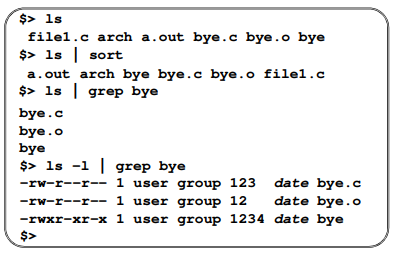 $> ls
file1.c arch a.out bye.c bye.o bye
$> ls | sort
a.out arch bye bye.c bye.o file1.c
$> ls | grep bye
bye.c
bye.o
bye
$> ls -l | grep bye
-rw-r--r-- 1 user group 123 date bye.c
-rw-r--r-- 1 user group 12 date bye.o
-rwxr-xr-x 1 user group 1234 date bye
$>